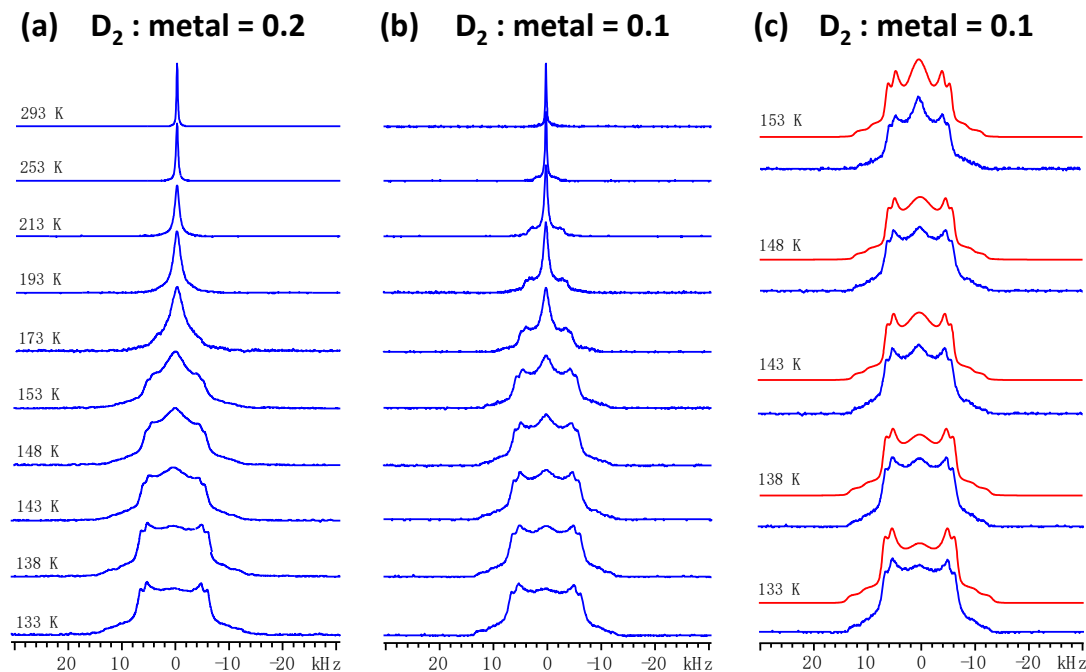 (a) D₂ : metal = 0.2
293 K
253 K
213 K
193 K
173 K
153 K
148 K
143 K
138 K
133 K
20 10 0 -10 -20 kHz
(b) D₂ : metal = 0.1
20 10 0 -10 -20 kHz
(c) D₂ : metal = 0.1
153 K
148 K
143 K
138 K
133 K
20 10 0 -10 -20 kHz